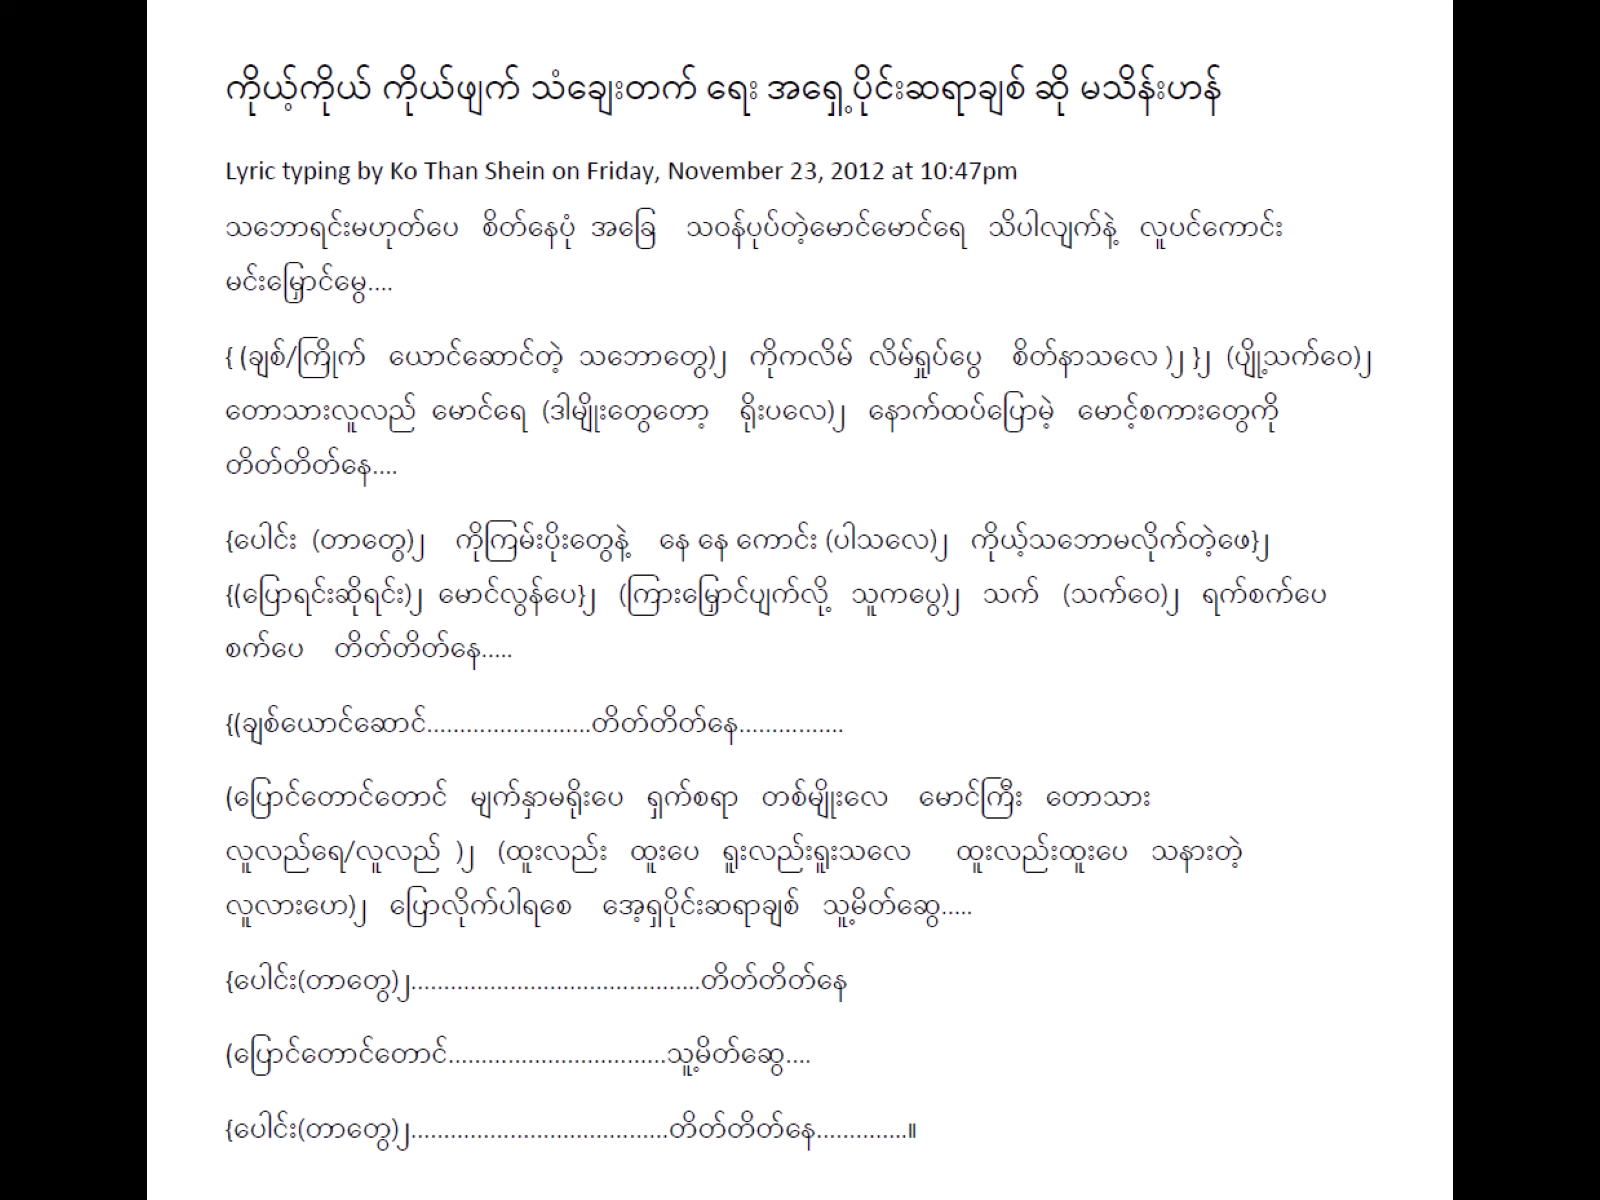 ကိုယ့်ကိုယ် ကိုယ်ဖျက် သံချေးတက် ရေး အရှေ့ပိုင်းဆရာချစ် ဆို မသိန်းဟန်
Lyric typing by Ko Than Shein on Friday, November 23, 2012 at 10:47pm
သဘောရင်းမဟုတ်ပေ စိတ်နေပုံ အခြေ သဝန်ပုပ်တဲ့မောင်မောင်ရေ သိပါလျက်နဲ့ လူပင်ကောင်း
မင်းမြှောင်မွေ....
{ (ချစ်/ကြိုက် ယောင်ဆောင်တဲ့ သဘောတွေ)၂ ကိုကလိမ် လိမ်ရှုပ်ပွေ စိတ်နာသလေ )၂ }၂ (ပျို့သက်ဝေ)၂
တောသားလူလည် မောင်ရေ (ဒါမျိုးတွေတော့ ရိုးပလေ)၂ နောက်ထပ်ပြောမဲ့ မောင့်စကားတွေကို
တိတ်တိတ်နေ....
{ပေါင်း (တာတွေ)၂ ကိုကြမ်းပိုးတွေနဲ့ နေ နေ ကောင်း (ပါသလေ)၂ ကိုယ့်သဘောမလိုက်တဲ့ဖေ}၂
{(ပြောရင်းဆိုရင်း)၂ မောင်လွန်ပေ}၂ (ကြားမြှောင်ပျက်လို့ သူကပွေ)၂ သက် (သက်ဝေ)၂ ရက်စက်ပေ
စက်ပေ တိတ်တိတ်နေ.....
{(ချစ်ယောင်ဆောင်.........................တိတ်တိတ်နေ................
(ပြောင်တောင်တောင် မျက်နှာမရိုးပေ ရှက်စရာ တစ်မျိုးလေ မောင်ကြီး တောသား
လူလည်ရေ/လူလည် )၂ (ထူးလည်း ထူးပေ ရူးလည်းရူးသလေ ထူးလည်းထူးပေ သနားတဲ့
လူလားဟေ)၂ ပြောလိုက်ပါရစေ အေ့ရှပိုင်းဆရာချစ် သူ့မိတ်ဆွေ.....
{ပေါင်း(တာတွေ)၂............................................တိတ်တိတ်နေ
(ပြောင်တောင်တောင်.................................သူ့မိတ်ဆွေ....
{ပေါင်း(တာတွေ)၂.......................................တိတ်တိတ်နေ..............။